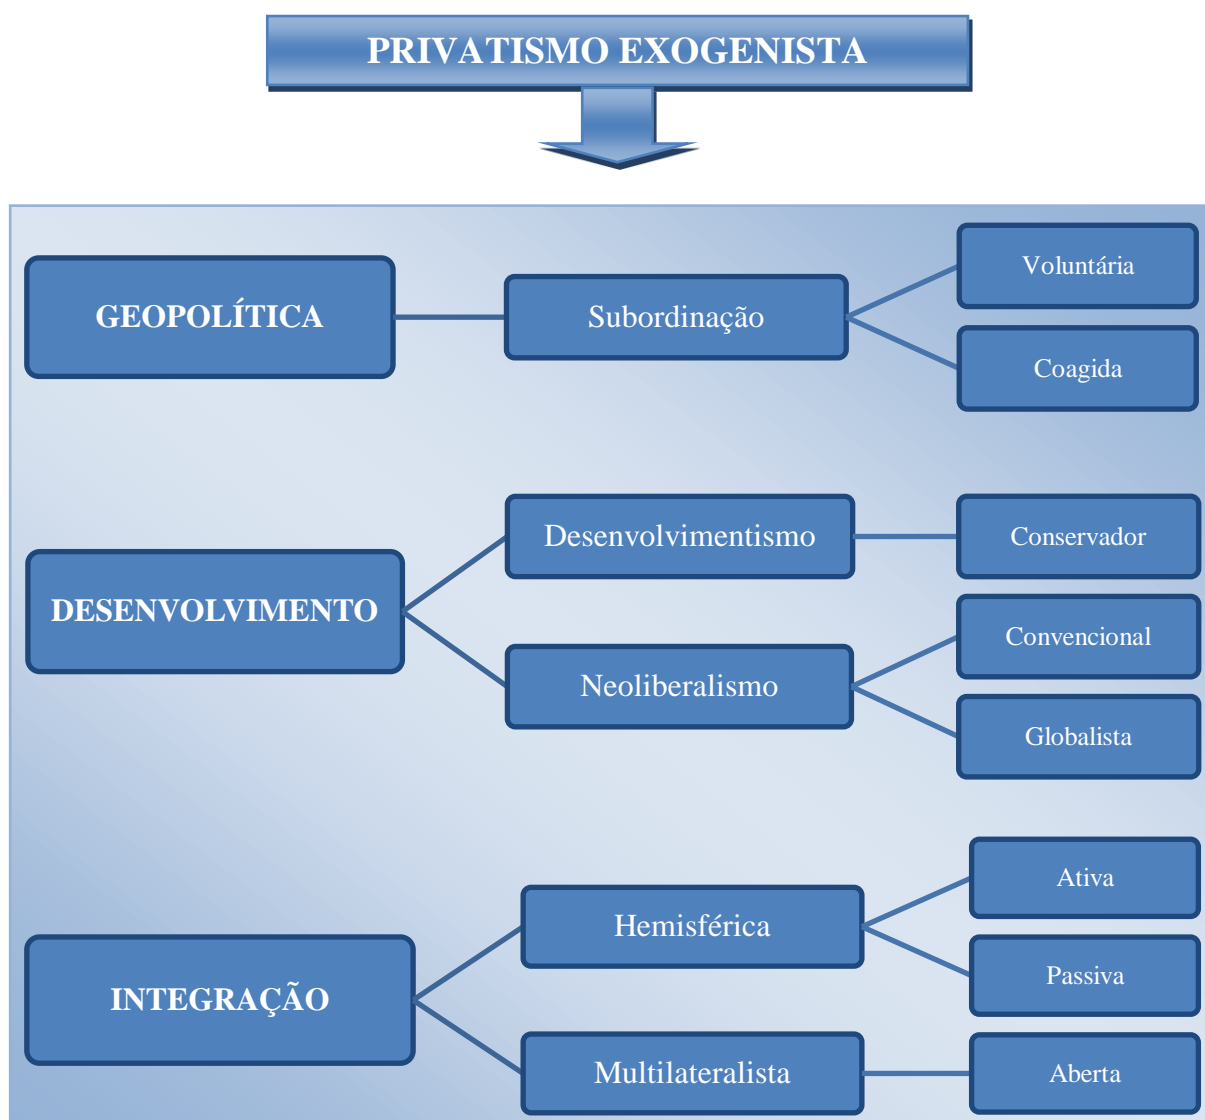 PRIVATISMO EXOGENISTA
GEOPOLÍTICA
Subordinação
Voluntária
Coagida
DESENVOLVIMENTO
Desenvolvimentismo
Conservador
Neoliberalismo
Convencional
Globalista
INTEGRAÇÃO
Hemisférica
Ativa
Passiva
Multilateralista
Aberta